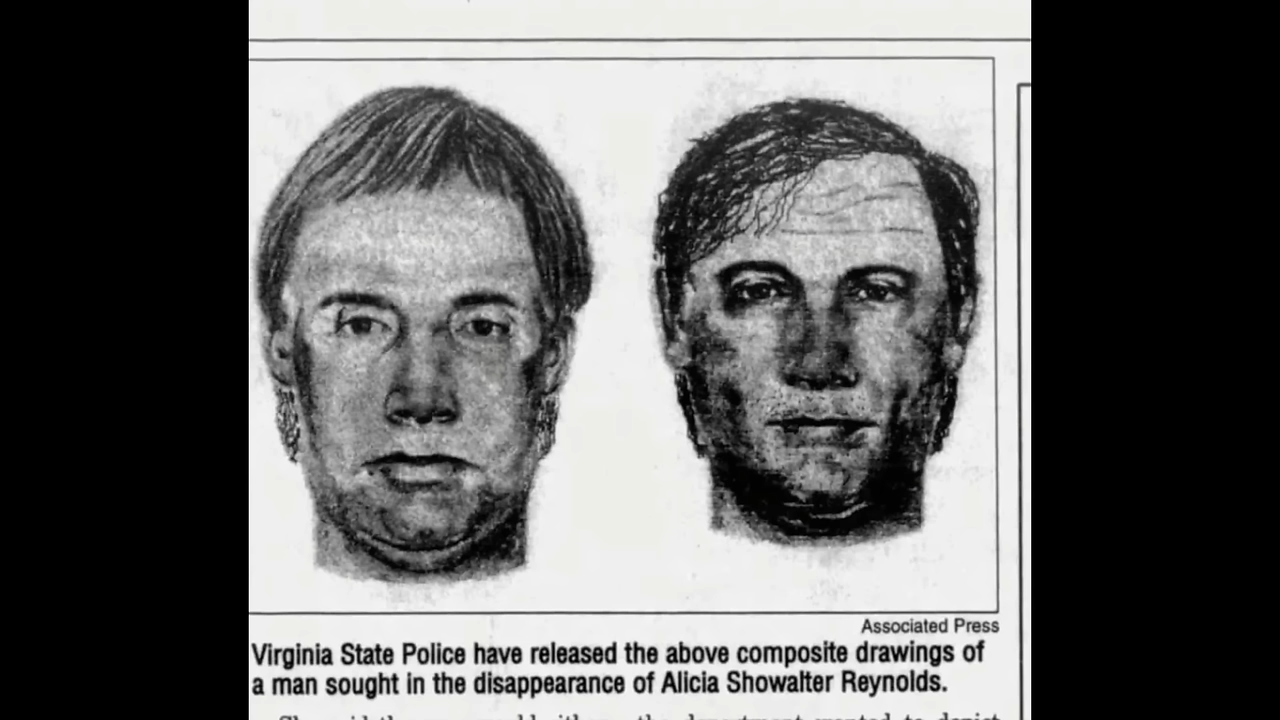 Associated Press
Virginia State Police have released the above composite drawings of
a man sought in the disappearance of Alicia Showalter Reynolds.